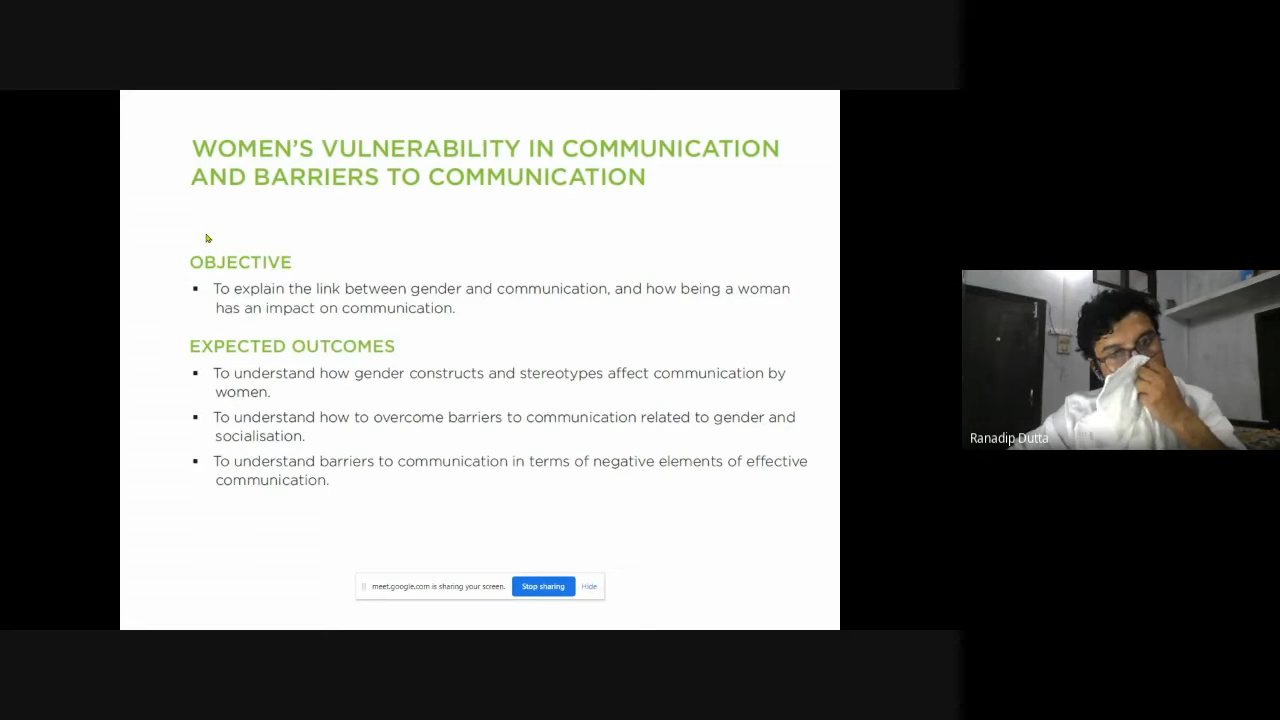 WOMEN'S VULNERABILITY IN COMMUNICATION
AND BARRIERS TO COMMUNICATION
OBJECTIVE
▪ To explain the link between gender and communication, and how being a woman
has an impact on communication.
EXPECTED OUTCOMES
▪ To understand how gender constructs and stereotypes affect communication by
women.
▪ To understand how to overcome barriers to communication related to gender and
socialisation.
▪ To understand barriers to communication in terms of negative elements of effective
communication.
meet.google.com is sharing your screen. Stop sharing Hide
Ranadip Dutta